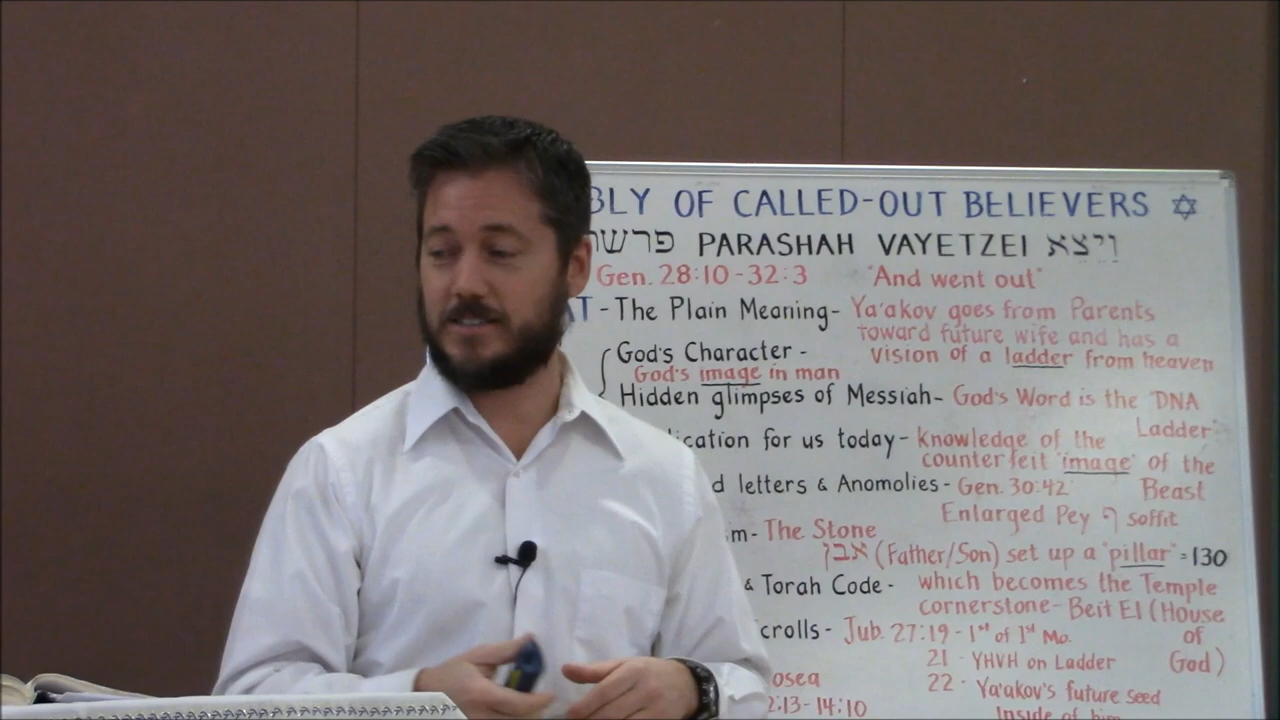 BLY OF CALLED-OUT BELIEVERS ✡
פרשת PARASHAH VAYETZEI ויצא
Gen. 28:10-32:3 "And went out"
AT - The Plain Meaning- Ya'akov goes from Parents
toward future wife and has a
God's Character - vision of a ladder from heaven
God's image in man
Hidden glimpses of Messiah- God's Word is the "DNA
Ladder"
ication for us today- Knowledge of the
counterfeit "image" of the
Beast
d letters & Anomolies- Gen. 30:42
Enlarged Pey ף soffit
m- The Stone
אבן (Father/Son) set up a "pillar" =130
& Torah Code - which becomes the Temple
cornerstone- Beit El (House
of
God)
crolls- Jub. 27:19 - 1st of 1st Mo.
21 - YHVH on Ladder
osea 22 - Ya'akov's future seed
2:13-14:10 Inside of him